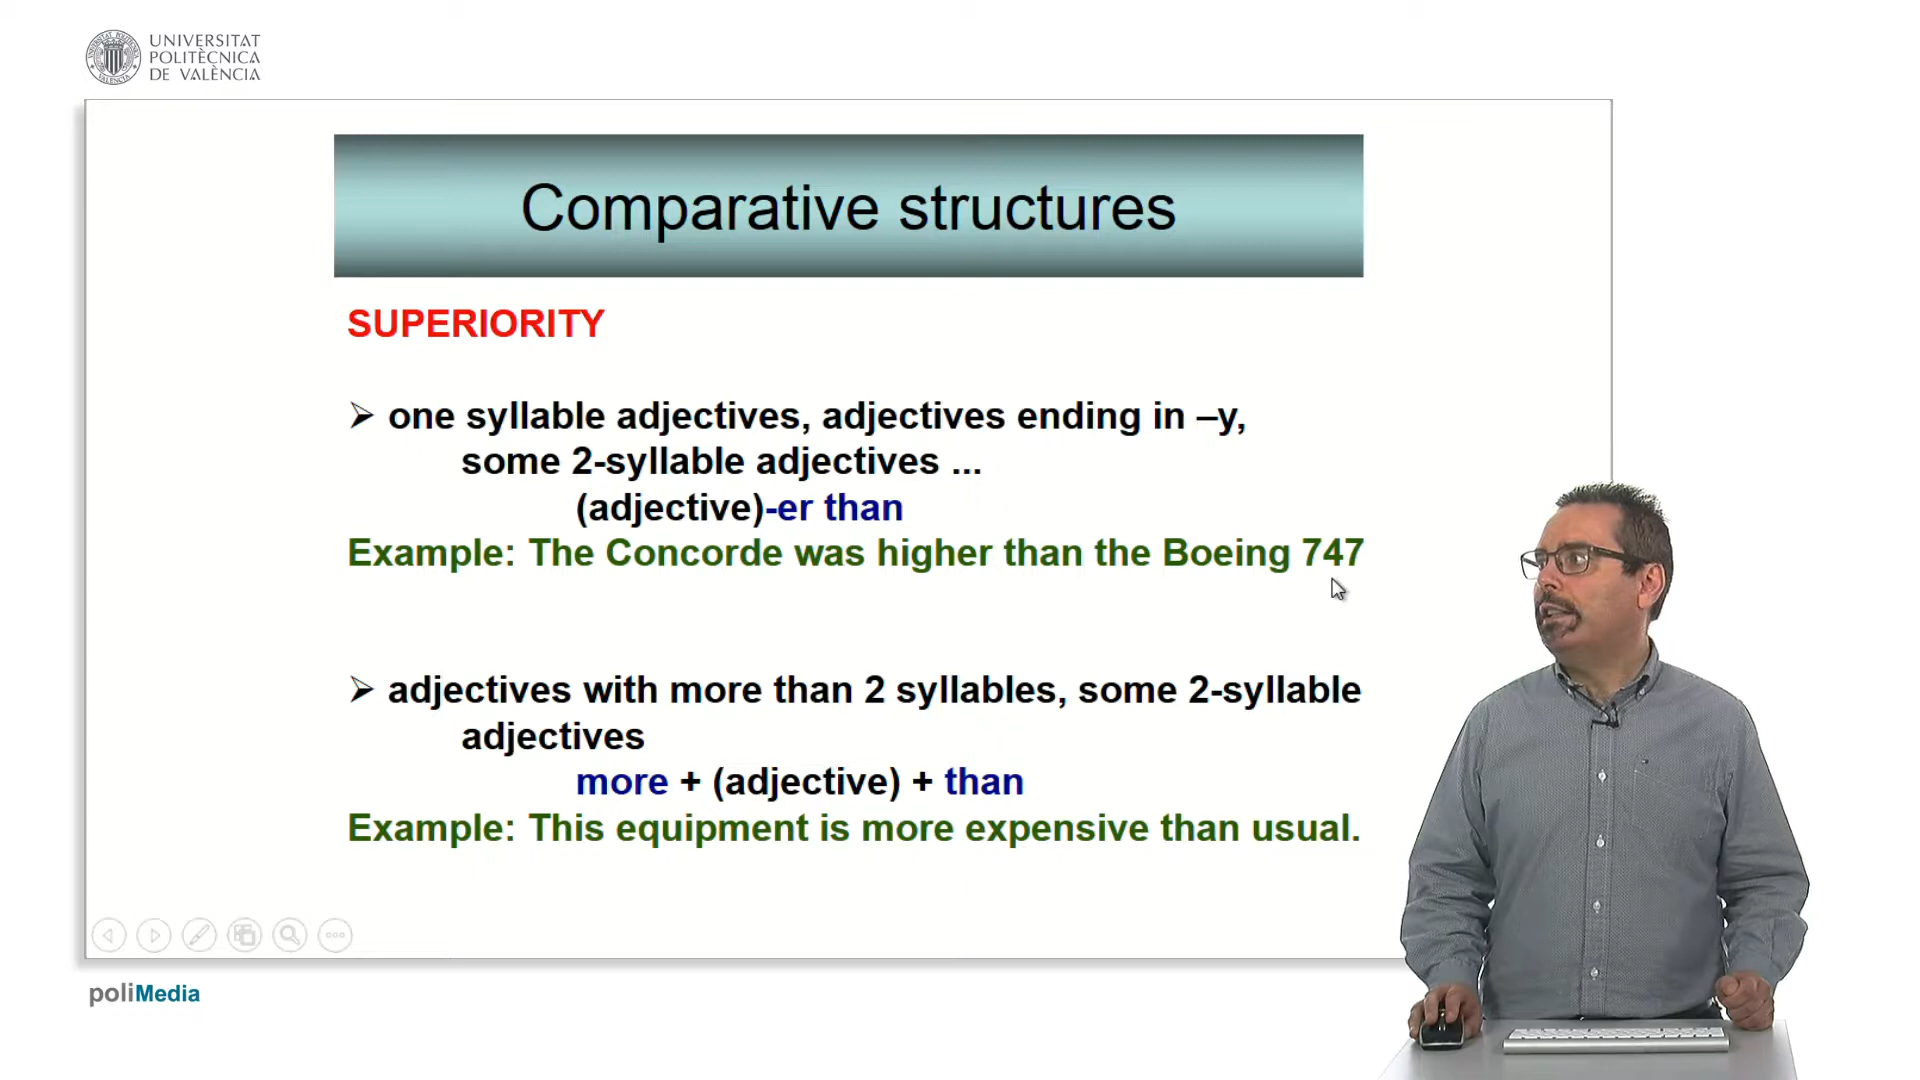 UNIVERSITAT
POLITÈCNICA
DE VALÈNCIA
Comparative structures
SUPERIORITY
➢ one syllable adjectives, adjectives ending in –y,
some 2-syllable adjectives ...
(adjective)-er than
Example: The Concorde was higher than the Boeing 747
➢ adjectives with more than 2 syllables, some 2-syllable
adjectives
more + (adjective) + than
Example: This equipment is more expensive than usual.
poliMedia